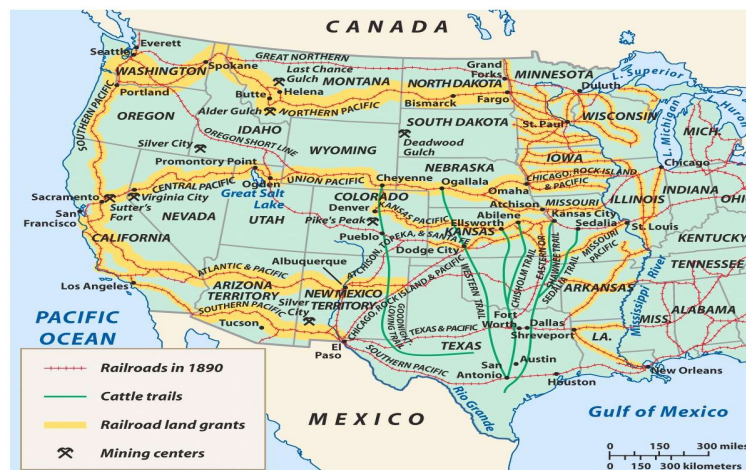 CANADA
Everett
Seattle
GREAT NORTHERN
WASHINGTON
Spokane
Last Chance
Gulch
MONTANA
NORTH DAKOTA
Grand
Forks
MINNESOTA
L. Superior
Helena
Butte
Portland
SOUTHERN PACIFIC
Alder Gulch
NORTHERN PACIFIC
Bismarck
Fargo
Duluth
OREGON
IDAHO
SOUTH DAKOTA
St. Paul
WISCONSIN
L. Michigan
Huron
MICH.
Silver City
OREGON SHORT LINE
WYOMING
Deadwood
Gulch
Promontory Point
NEBRASKA
IOWA
Chicago
CENTRAL PACIFIC
Ogden
UNION PACIFIC
Cheyenne
Ogallala
Omaha
CHICAGO, ROCK ISLAND
& PACIFIC
Sacramento
Sutter's
Fort
Virginia City
Great Salt
Lake
COLORADO
Denver
KANSAS PACIFIC
Atchison
MISSOURI
ILLINOIS
INDIANA
OHIO
San
Francisco
NEVADA
UTAH
Pike's Peak
Abilene
Ellsworth
Kansas City
Sedalia
St. Louis
CALIFORNIA
Pueblo
ATCHISON, TOPEKA, & SANTA FE
KANSAS
Dodge City
MISSOURI
PACIFIC
KENTUCKY
Albuquerque
WESTERN TRAIL
CHISHOLM TRAIL
EASTERN OR
SHAWNEE TRAIL
SEDALIA TRAIL
TENNESSEE
ATLANTIC & PACIFIC
Los Angeles
ARIZONA
TERRITORY
NEW MEXICO
TERRITORY
CHICAGO, ROCK ISLAND & PACIFIC
ARKANSAS
Mississippi River
Silver
City
SOUTHERN PACIFIC
Tucson
GOODNIGHT-
LOVING TRAIL
TEXAS & PACIFIC
Fort
Worth
Dallas
Shreveport
MISS.
ALABAMA
PACIFIC
OCEAN
El
Paso
TEXAS
LA.
SOUTHERN PACIFIC
Austin
San
Antonio
Houston
New Orleans
Rio Grande
MEXICO
Gulf of Mexico
Railroads in 1890
Cattle trails
Railroad land grants
Mining centers
0 150 300 miles
0 150 300 kilometers